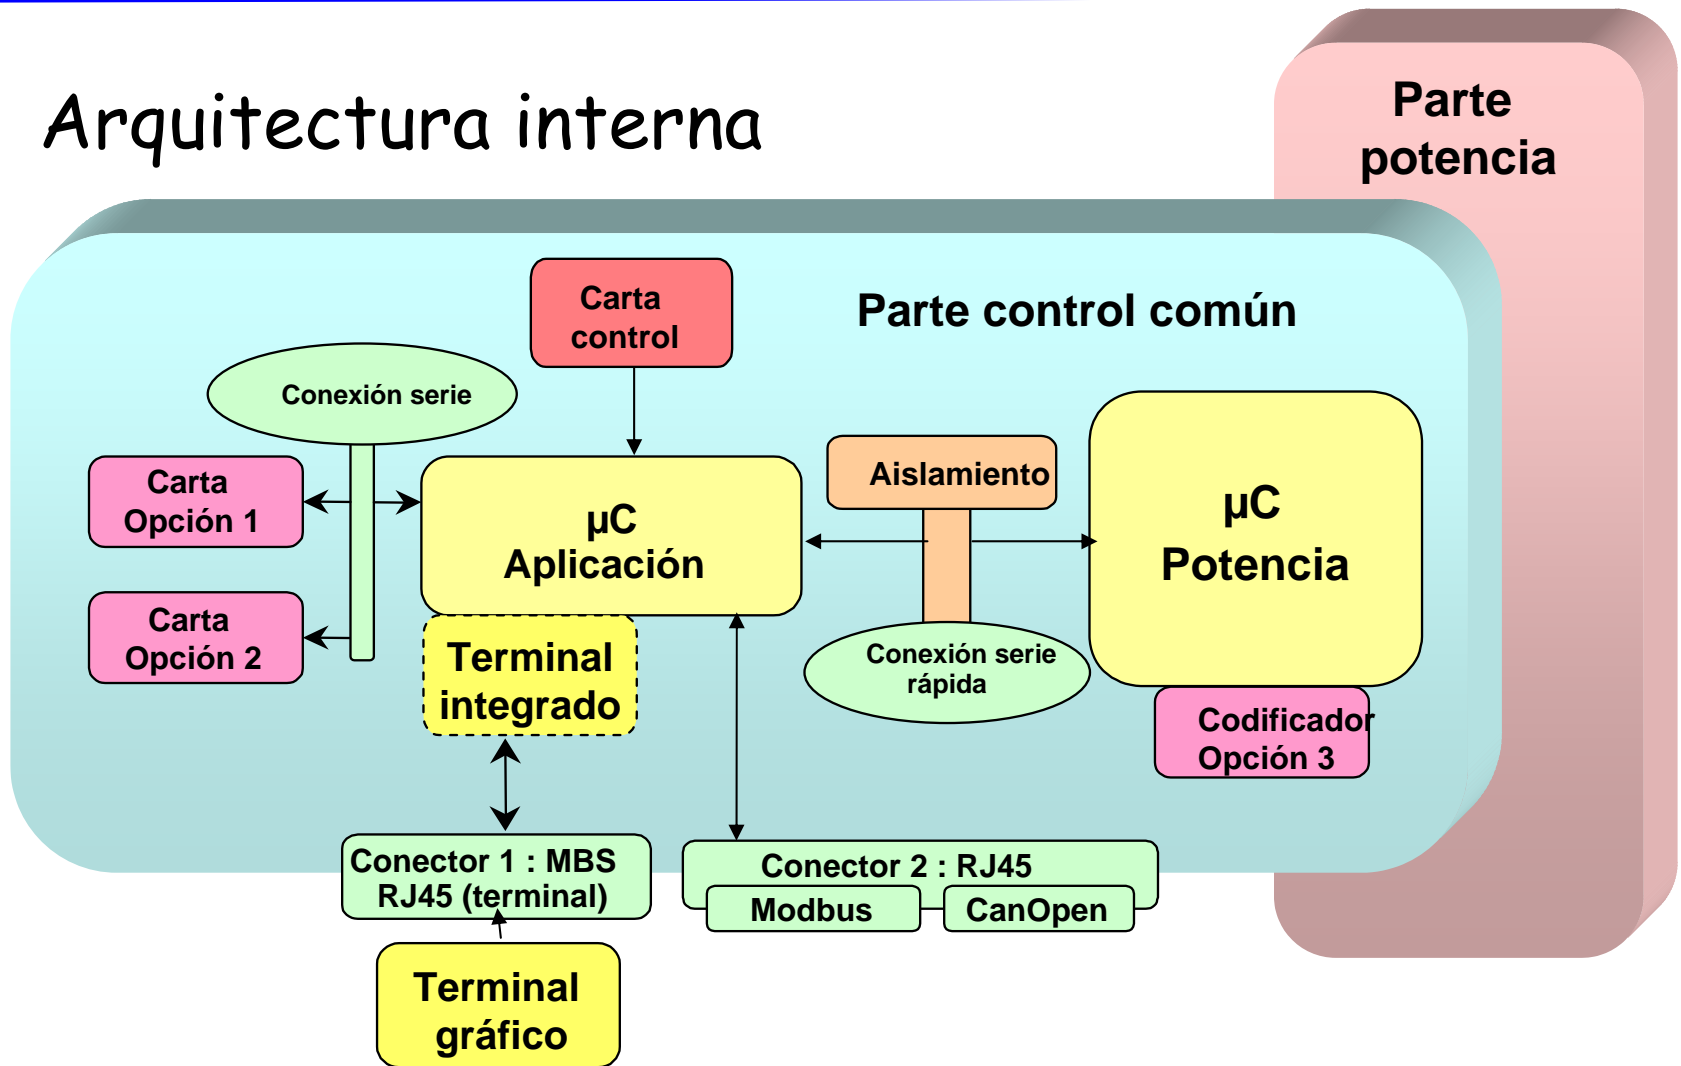 Arquitectura interna
Parte
potencia
Parte control común
Carta
control
Conexión serie
Carta
Opción 1
Carta
Opción 2
µC
Aplicación
Aislamiento
µC
Potencia
Terminal
integrado
Conexión serie
rápida
Codificador
Opción 3
Conector 1 : MBS
RJ45 (terminal)
Conector 2 : RJ45
Modbus
CanOpen
Terminal
gráfico